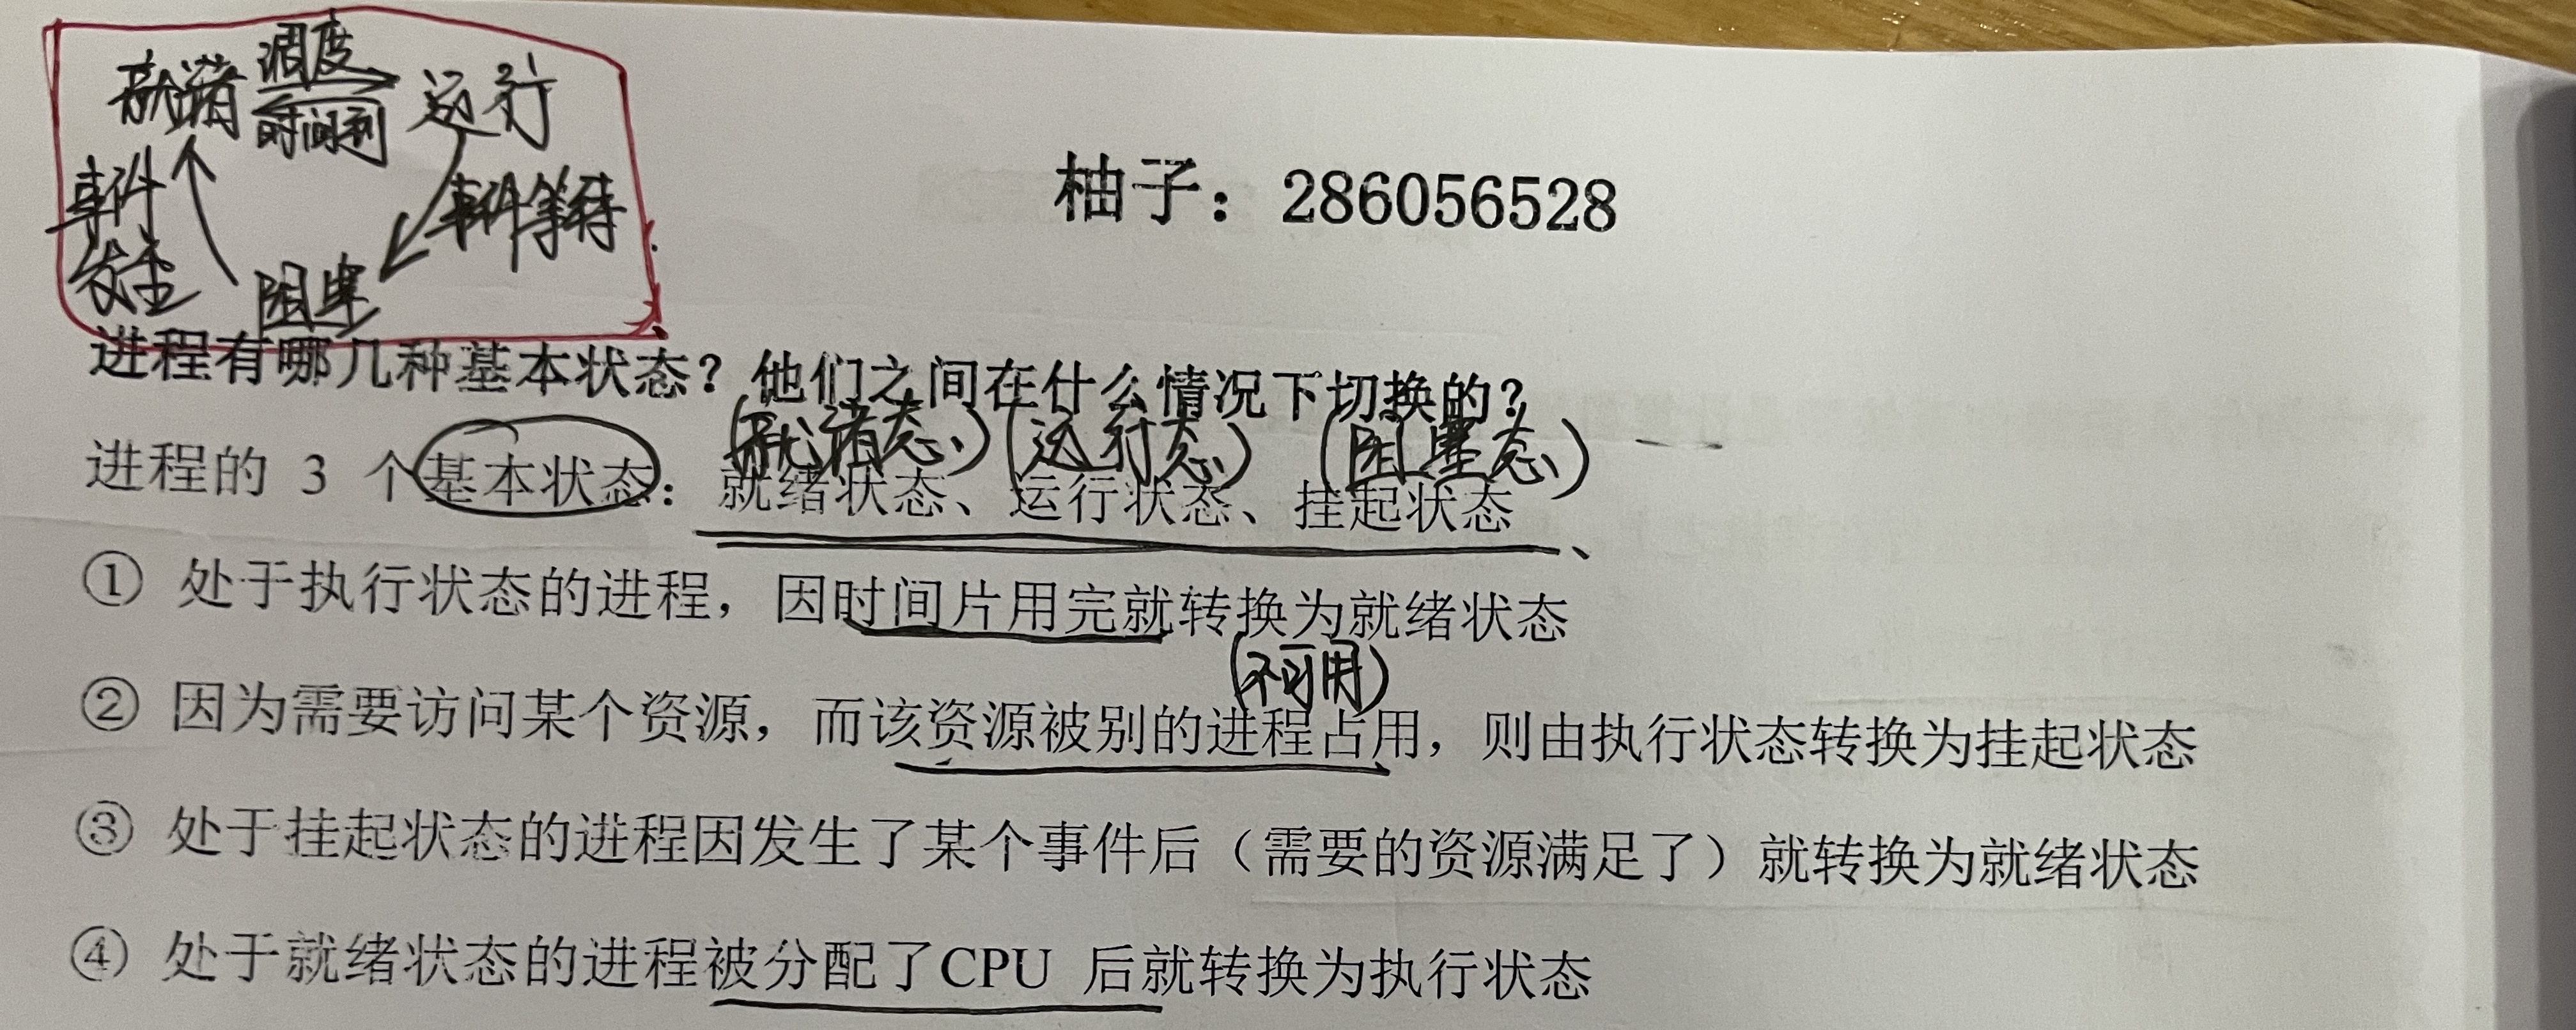 就绪 调度 运行
时间到
事件 事件等待
发生 阻塞
柚子：286056528
进程有哪几种基本状态？他们之间在什么情况下切换的？
(就绪态) (运行态) (阻塞态)
进程的 3 个基本状态：就绪状态、运行状态、挂起状态
① 处于执行状态的进程，因时间片用完就转换为就绪状态
(不可用)
② 因为需要访问某个资源，而该资源被别的进程占用，则由执行状态转换为挂起状态
③ 处于挂起状态的进程因发生了某个事件后（需要的资源满足了）就转换为就绪状态
④ 处于就绪状态的进程被分配了CPU 后就转换为执行状态